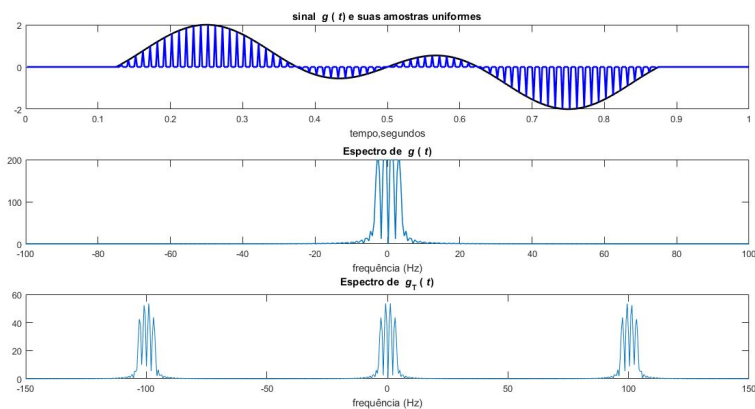 sinal g ( t) e suas amostras uniformes
2
0
-2
0 0.1 0.2 0.3 0.4 0.5 0.6 0.7 0.8 0.9 1
tempo,segundos
Espectro de g ( t)
200
100
0
-100 -80 -60 -40 -20 0 20 40 60 80 100
frequência (Hz)
Espectro de gT ( t)
60
40
20
0
-150 -100 -50 0 50 100 150
frequência (Hz)